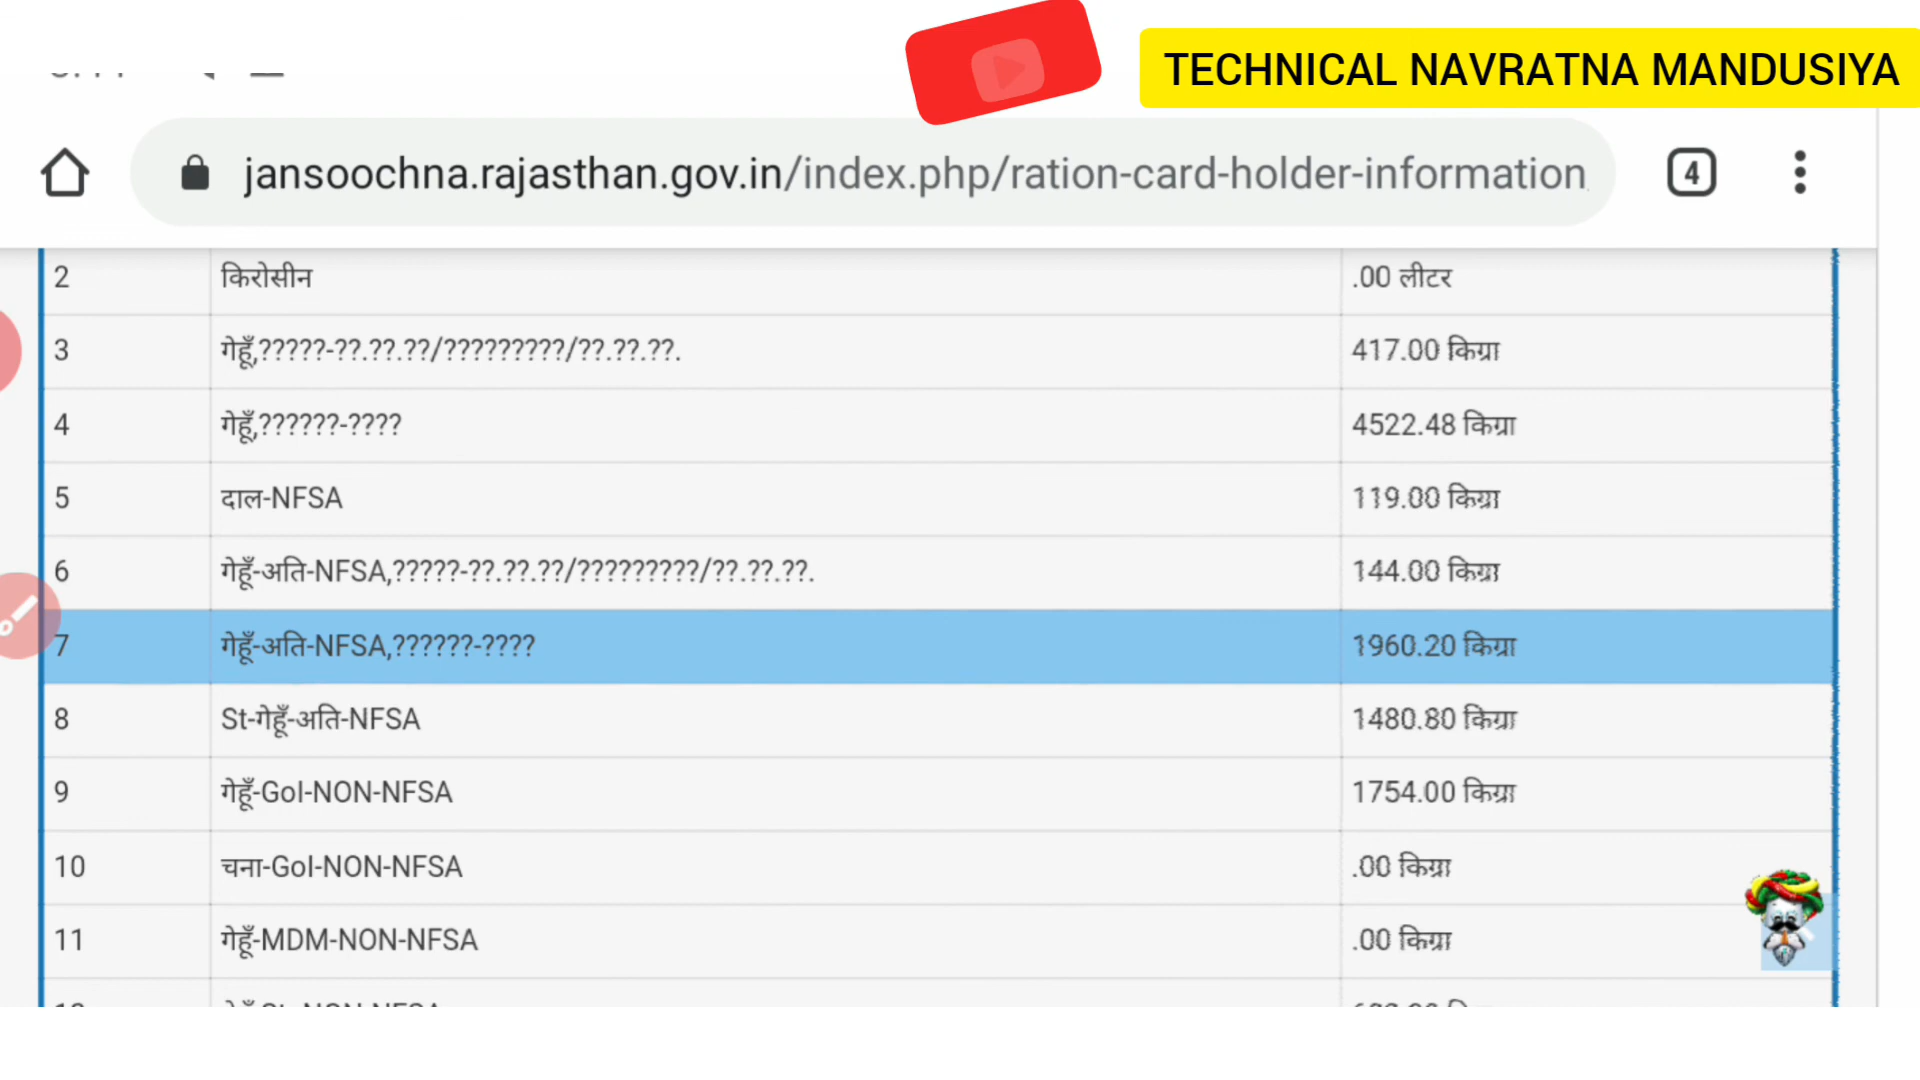 TECHNICAL NAVRATNA MANDUSIYA
jansoochna.rajasthan.gov.in/index.php/ration-card-holder-information
4
2 किरोसीन .00 लीटर
3 गेहूँ,?????-??.??.??/?????????/??.??.??. 417.00 किग्रा
4 गेहूँ,??????-???? 4522.48 किग्रा
5 दाल-NFSA 119.00 किग्रा
6 गेहूँ-अति-NFSA,?????-??.??.??/?????????/??.??.??. 144.00 किग्रा
7 गेहूँ-अति-NFSA,??????-???? 1960.20 किग्रा
8 St-गेहूँ-अति-NFSA 1480.80 किग्रा
9 गेहूँ-GoI-NON-NFSA 1754.00 किग्रा
10 चना-GoI-NON-NFSA .00 किग्रा
11 गेहूँ-MDM-NON-NFSA .00 किग्रा